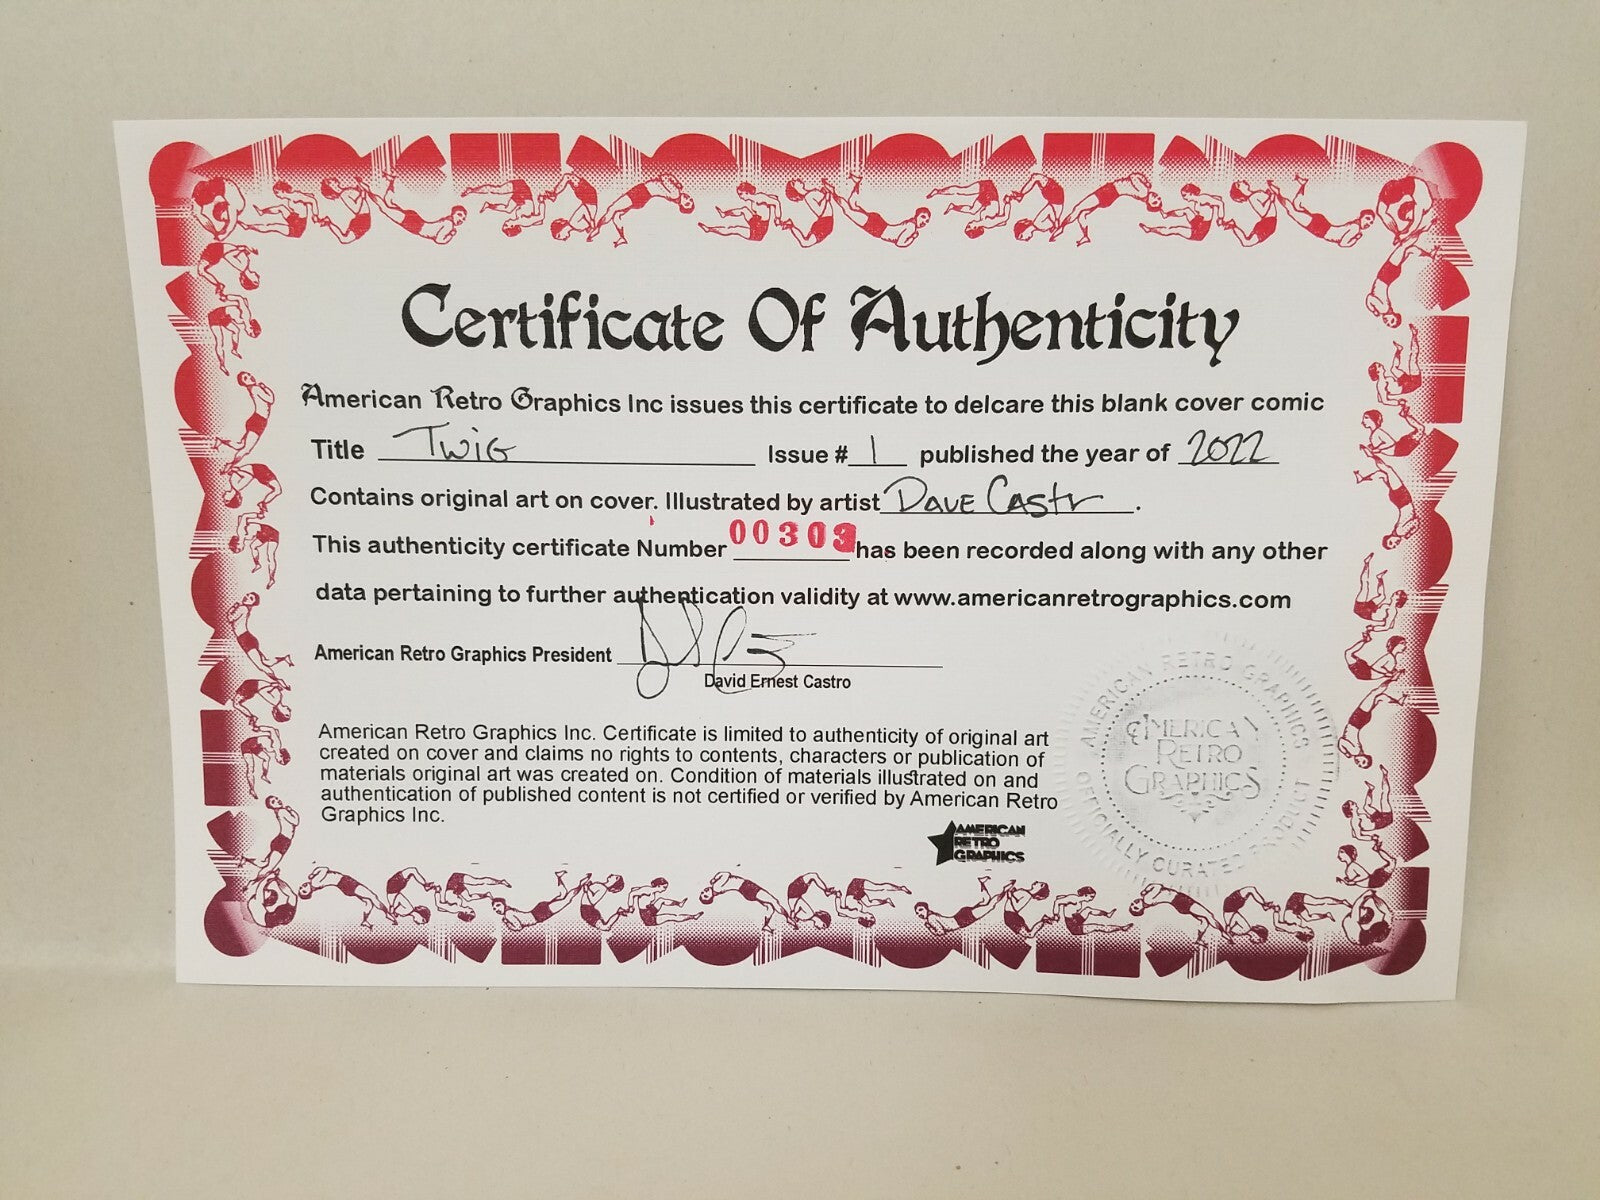 Certificate Of Authenticity
American Retro Graphics Inc issues this certificate to delcare this blank cover comic
Title Twig Issue # 1 published the year of 2022
Contains original art on cover. Illustrated by artist Dave Castr .
This authenticity certificate Number 00303 has been recorded along with any other
data pertaining to further authentication validity at www.americanretrographics.com
American Retro Graphics President
David Ernest Castro
American Retro Graphics Inc. Certificate is limited to authenticity of original art
created on cover and claims no rights to contents, characters or publication of
materials original art was created on. Condition of materials illustrated on and
authentication of published content is not certified or verified by American Retro
Graphics Inc.
AMERICAN
RETRO
GRAPHICS
AMERICAN RETRO GRAPHICS
AMERICAN
RETRO
GRAPHICS
OFFICIALLY CURATED PRODUCT